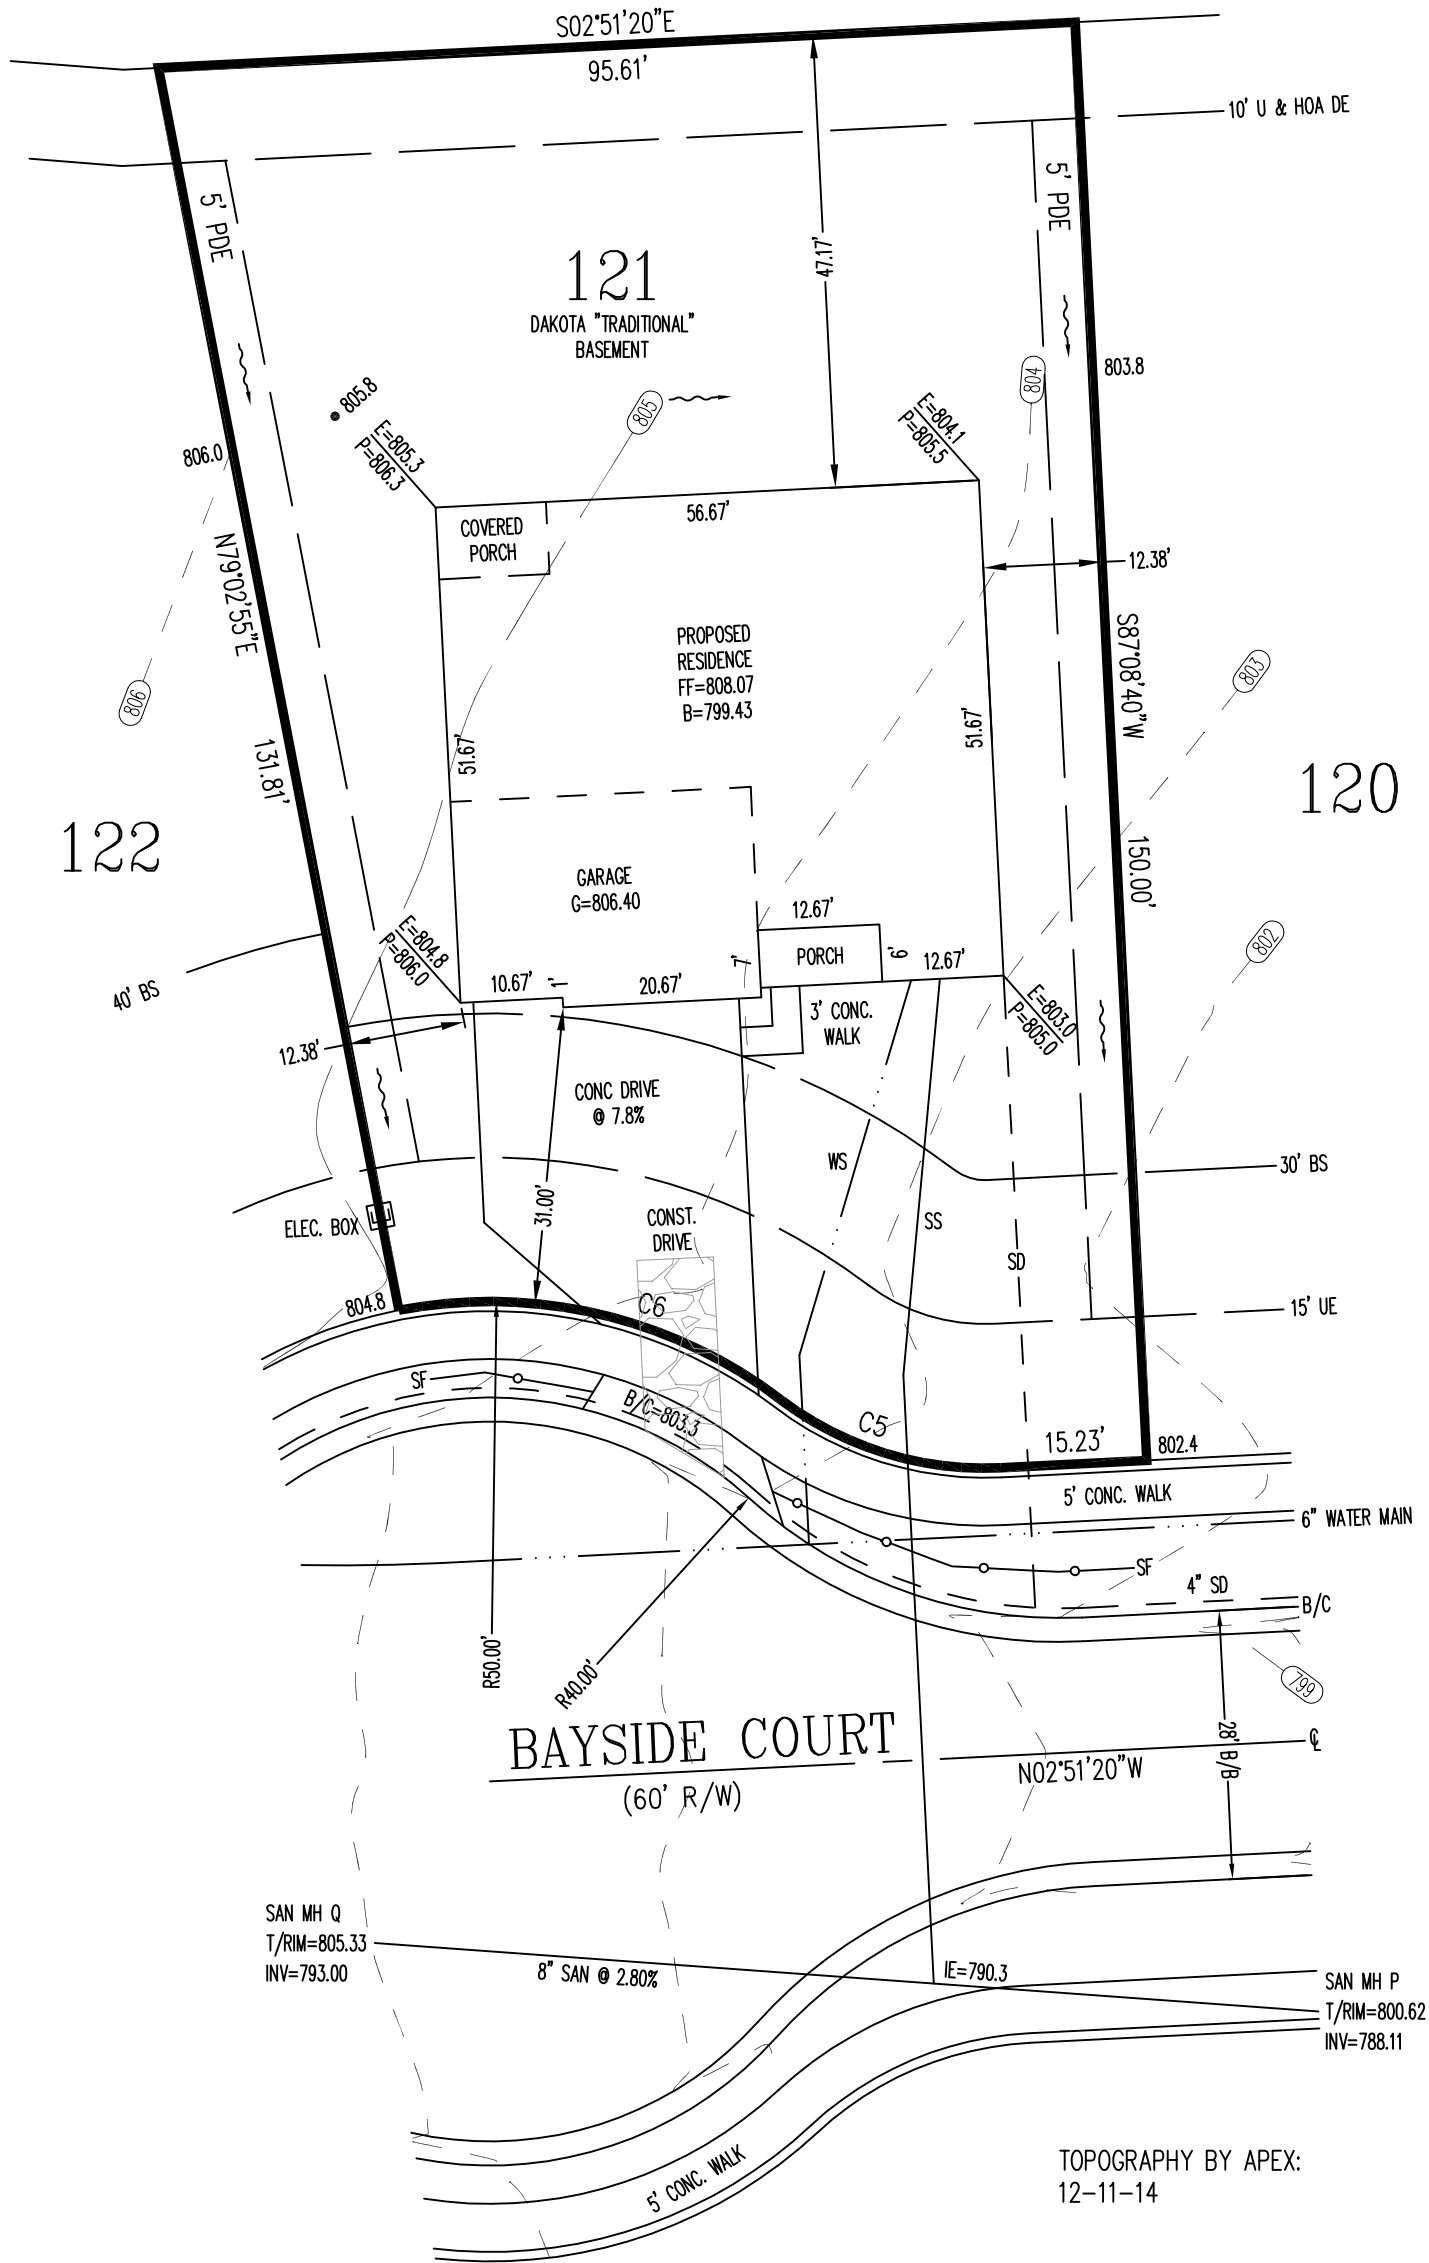 S02°51'20"E
95.61'
10' U & HOA DE
5' PDE
5' PDE
47.17'
121
DAKOTA "TRADITIONAL"
BASEMENT
805.8
805
804
803.8
E=804.1
P=805.5
806.0
E=805.3
P=806.3
COVERED
PORCH
56.67'
12.38'
N79°02'55"E
131.81'
806
PROPOSED
RESIDENCE
FF=808.07
B=799.43
51.67'
51.67'
S87°08'40"W
150.00'
803
122
120
GARAGE
G=806.40
12.67'
PORCH
7'
6'
12.67'
802
40' BS
E=804.8
P=806.0
10.67'
1'
20.67'
3' CONC.
WALK
E=803.0
P=805.0
12.38'
CONC DRIVE
@ 7.8%
31.00'
WS
30' BS
ELEC. BOX
CONST.
DRIVE
SS
SD
804.8
C6
15' UE
SF
B/C=803.3
C5
15.23'
802.4
5' CONC. WALK
6" WATER MAIN
SF
4" SD
B/C
R50.00'
R40.00'
799
BAYSIDE COURT
(60' R/W)
N02°51'20"W
28' B/B
℄
SAN MH Q
T/RIM=805.33
INV=793.00
8" SAN @ 2.80%
IE=790.3
SAN MH P
T/RIM=800.62
INV=788.11
5' CONC. WALK
TOPOGRAPHY BY APEX:
12-11-14